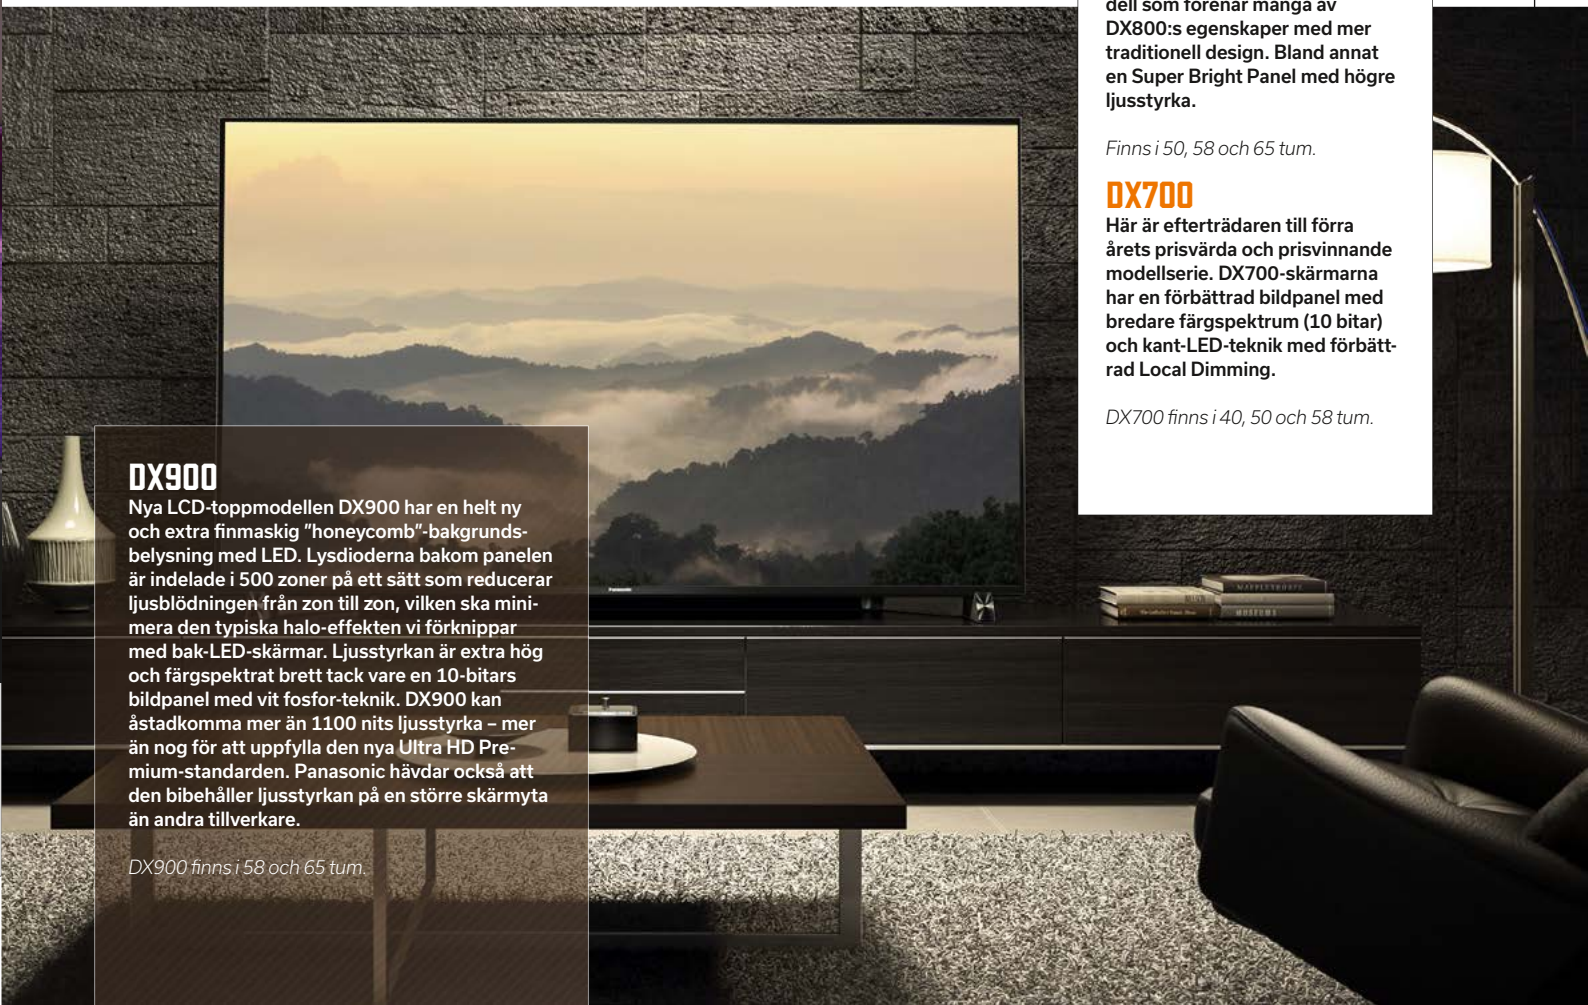 DX900
Nya LCD-toppmodellen DX900 har en helt ny
och extra finmaskig "honeycomb"-bakgrunds-
belysning med LED. Lysdioderna bakom panelen
är indelade i 500 zoner på ett sätt som reducerar
ljusblödningen från zon till zon, vilken ska mini-
mera den typiska halo-effekten vi förknippar
med bak-LED-skärmar. Ljusstyrkan är extra hög
och färgspektrat brett tack vare en 10-bitars
bildpanel med vit fosfor-teknik. DX900 kan
åstadkomma mer än 1100 nits ljusstyrka – mer
än nog för att uppfylla den nya Ultra HD Pre-
mium-standarden. Panasonic hävdar också att
den bibehåller ljusstyrkan på en större skärmyta
än andra tillverkare.
DX900 finns i 58 och 65 tum.
Panasonic
dell som förenar många av
DX800:s egenskaper med mer
traditionell design. Bland annat
en Super Bright Panel med högre
ljusstyrka.
Finns i 50, 58 och 65 tum.
DX700
Här är efterträdaren till förra
årets prisvärda och prisvinnande
modellserie. DX700-skärmarna
har en förbättrad bildpanel med
bredare färgspektrum (10 bitar)
och kant-LED-teknik med förbätt-
rad Local Dimming.
DX700 finns i 40, 50 och 58 tum.
MUSEUMS